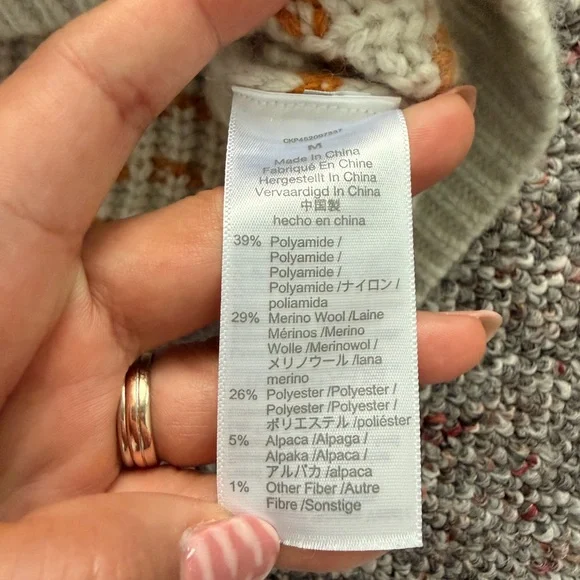 M
Made In China
Fabriqué En Chine
Hergestellt In China
Vervaardigd In China
中国製
hecho en china
39% Polyamide /
Polyamide /
Polyamide /
Polyamide /ナイロン /
poliamida
29% Merino Wool /Laine
Mérinos /Merino
Wolle /Merinowol /
メリノウール /lana
merino
26% Polyester /Polyester /
Polyester /Polyester /
ポリエステル /poliéster
5% Alpaca /Alpaga /
Alpaka /Alpaca /
アルパカ /alpaca
1% Other Fiber /Autre
Fibre /Sonstige